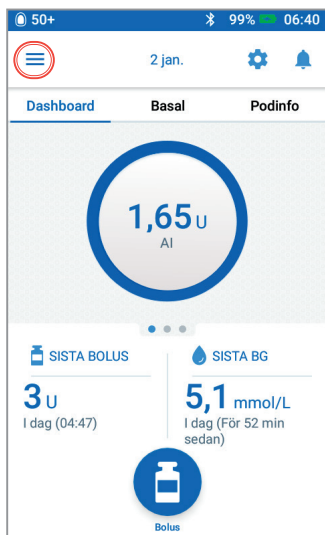 50+ 99% 06:40
2 jan.
Dashboard Basal Podinfo
1,65 U
AI
SISTA BOLUS SISTA BG
3 U 5,1 mmol/L
I dag (04:47) I dag (För 52 min
sedan)
Bolus